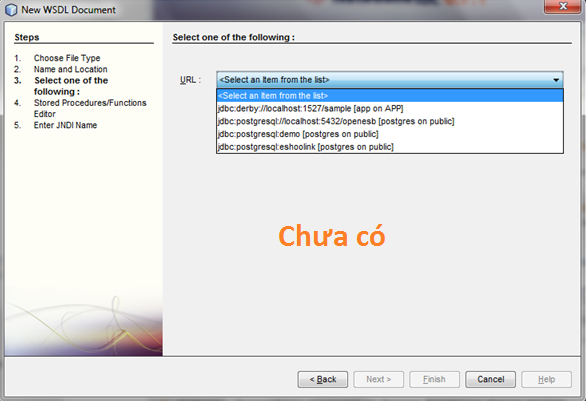 New WSDL Document
Steps
1. Choose File Type
2. Name and Location
3. Select one of the
following :
4. Stored Procedures/Functions
Editor
5. Enter JNDI Name
Select one of the following :
URL : <Select an Item from the list>
<Select an Item from the list>
jdbc:derby://localhost:1527/sample [app on APP]
jdbc:postgresql://localhost:5432/openesb [postgres on public]
jdbc:postgresql:demo [postgres on public]
jdbc:postgresql:eshoolink [postgres on public]
Chưa có
< Back Next > Finish Cancel Help